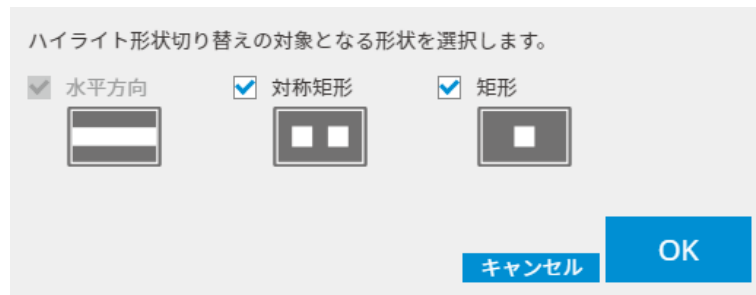 ハイライト形状切り替えの対象となる形状を選択します。
水平方向
対称矩形
矩形
キャンセル
OK